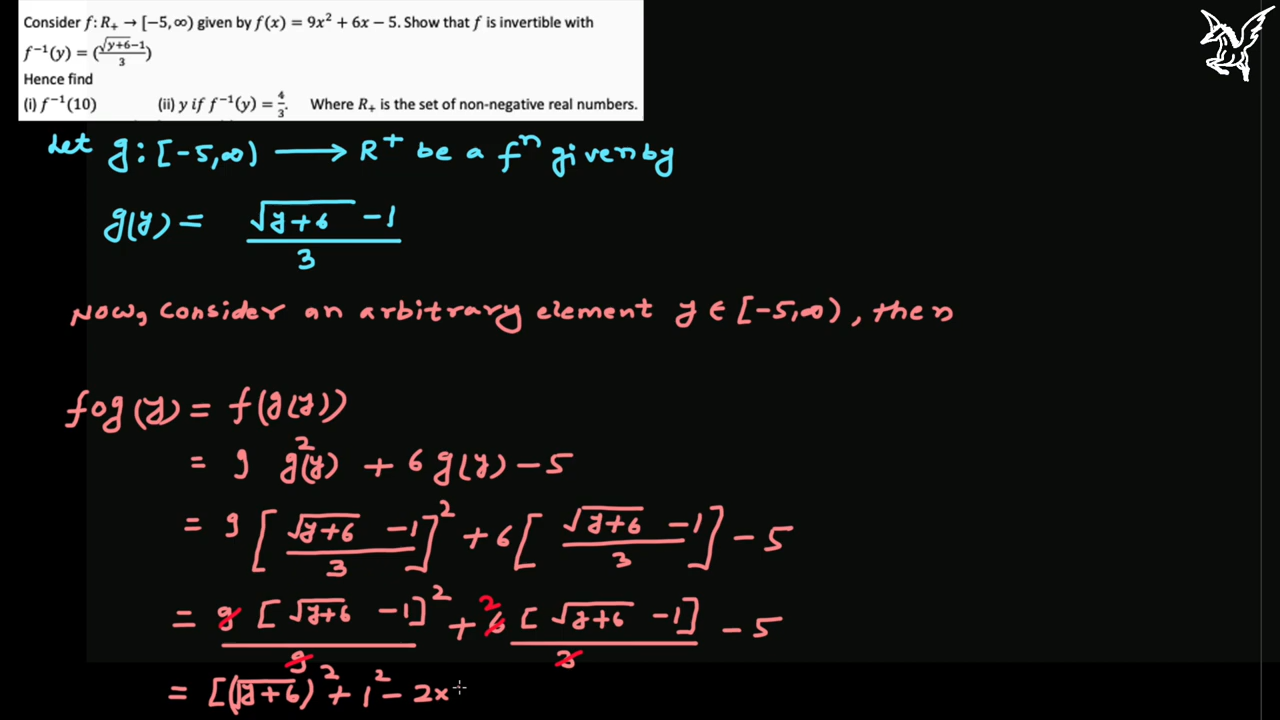 Consider f: R₊ → [−5, ∞) given by f(x) = 9x² + 6x − 5. Show that f is invertible with
f⁻¹(y) = (√(y+6)−1 / 3)
Hence find
(i) f⁻¹(10) (ii) y if f⁻¹(y) = 4/3. Where R₊ is the set of non-negative real numbers.
Let g : [−5,∞) ⟶ R⁺ be a fⁿ given by
g(y) = (√(y+6) − 1) / 3
Now, consider an arbitrary element y ∈ [−5,∞), then
fog(y) = f(g(y))
= 9 g²(y) + 6 g(y) − 5
= 9 [(√(y+6) − 1) / 3]² + 6 [(√(y+6) − 1) / 3] − 5
= 9 [√(y+6) − 1]² / 9 + 6 2 [√(y+6) − 1] / 3 − 5
= [(√(y+6))² + 1² − 2×